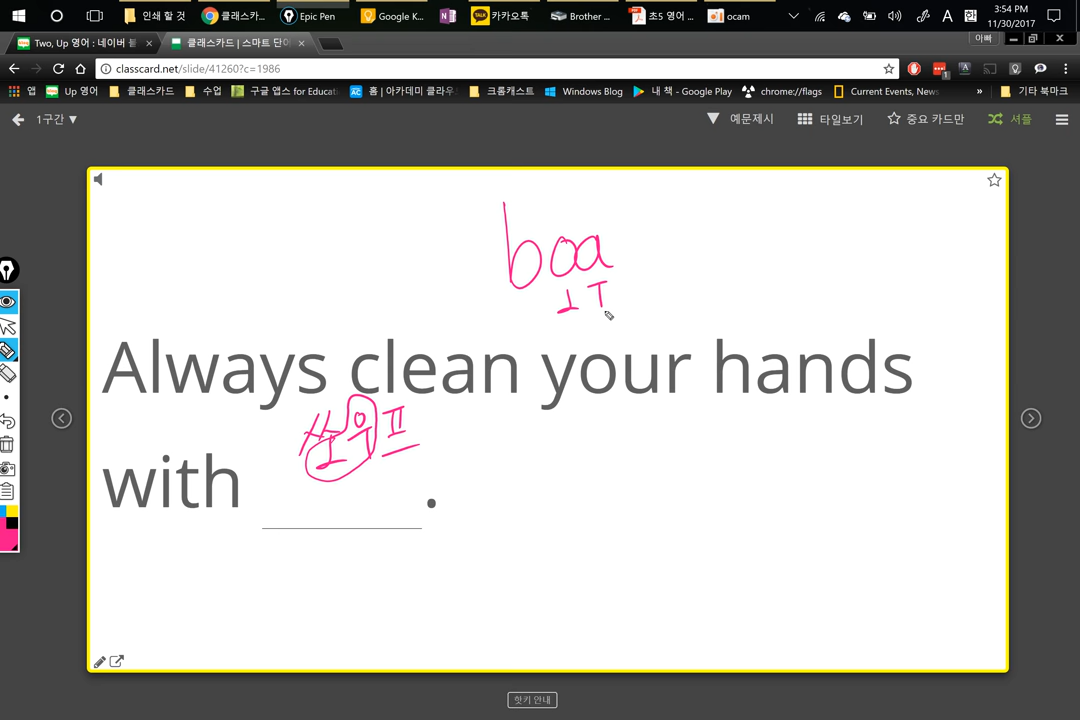 인쇄 할 것
클래스카...
Epic Pen
Google K...
카카오톡
Brother ...
초5 영어 ...
ocam
A
한
3:54 PM
11/30/2017
Two, Up 영어 : 네이버 블
클래스카드 | 스마트 단어
아빠
classcard.net/slide/41260?c=1986
앱
Up 영어
클래스카드
수업
구글 앱스 for Educati
홈 | 아카데미 클라우
크롬캐스트
Windows Blog
내 책 - Google Play
chrome://flags
Current Events, News
»
기타 북마크
1구간 ▼
예문제시
타일보기
중요 카드만
셔플
boa
ㅗ ㅜ
Always clean your hands
쏘우ㅍ
with ______ .
핫키 안내